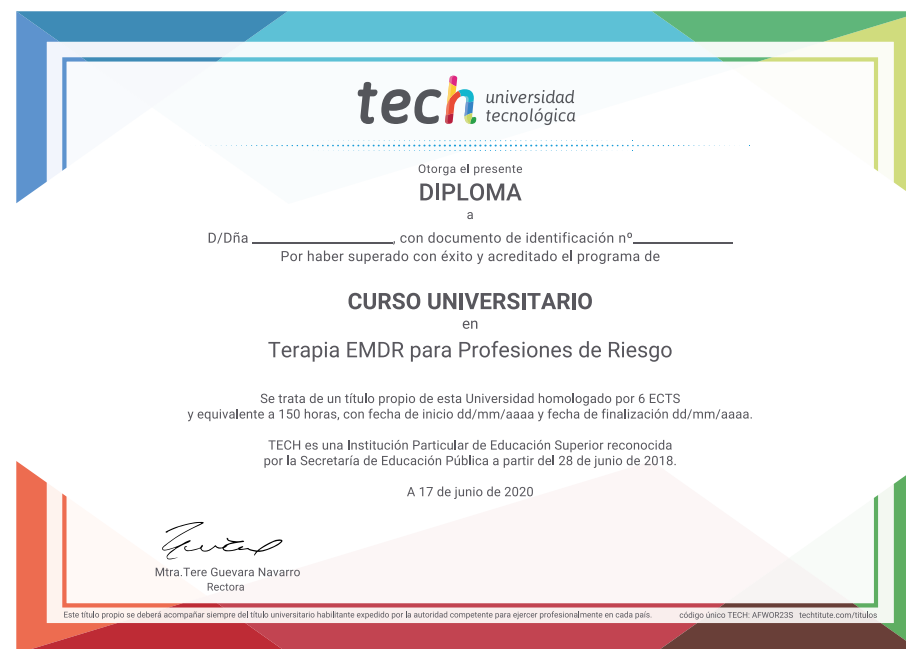 tech universidad
tecnológica
Otorga el presente
DIPLOMA
a
D/Dña ____________________, con documento de identificación nº______________
Por haber superado con éxito y acreditado el programa de
CURSO UNIVERSITARIO
en
Terapia EMDR para Profesiones de Riesgo
Se trata de un título propio de esta Universidad homologado por 6 ECTS
y equivalente a 150 horas, con fecha de inicio dd/mm/aaaa y fecha de finalización dd/mm/aaaa.
TECH es una Institución Particular de Educación Superior reconocida
por la Secretaría de Educación Pública a partir del 28 de junio de 2018.
A 17 de junio de 2020
Mtra.Tere Guevara Navarro
Rectora
Este título propio se deberá acompañar siempre del título universitario habilitante expedido por la autoridad competente para ejercer profesionalmente en cada país. código único TECH: AFWOR23S techtitute.com/titulos